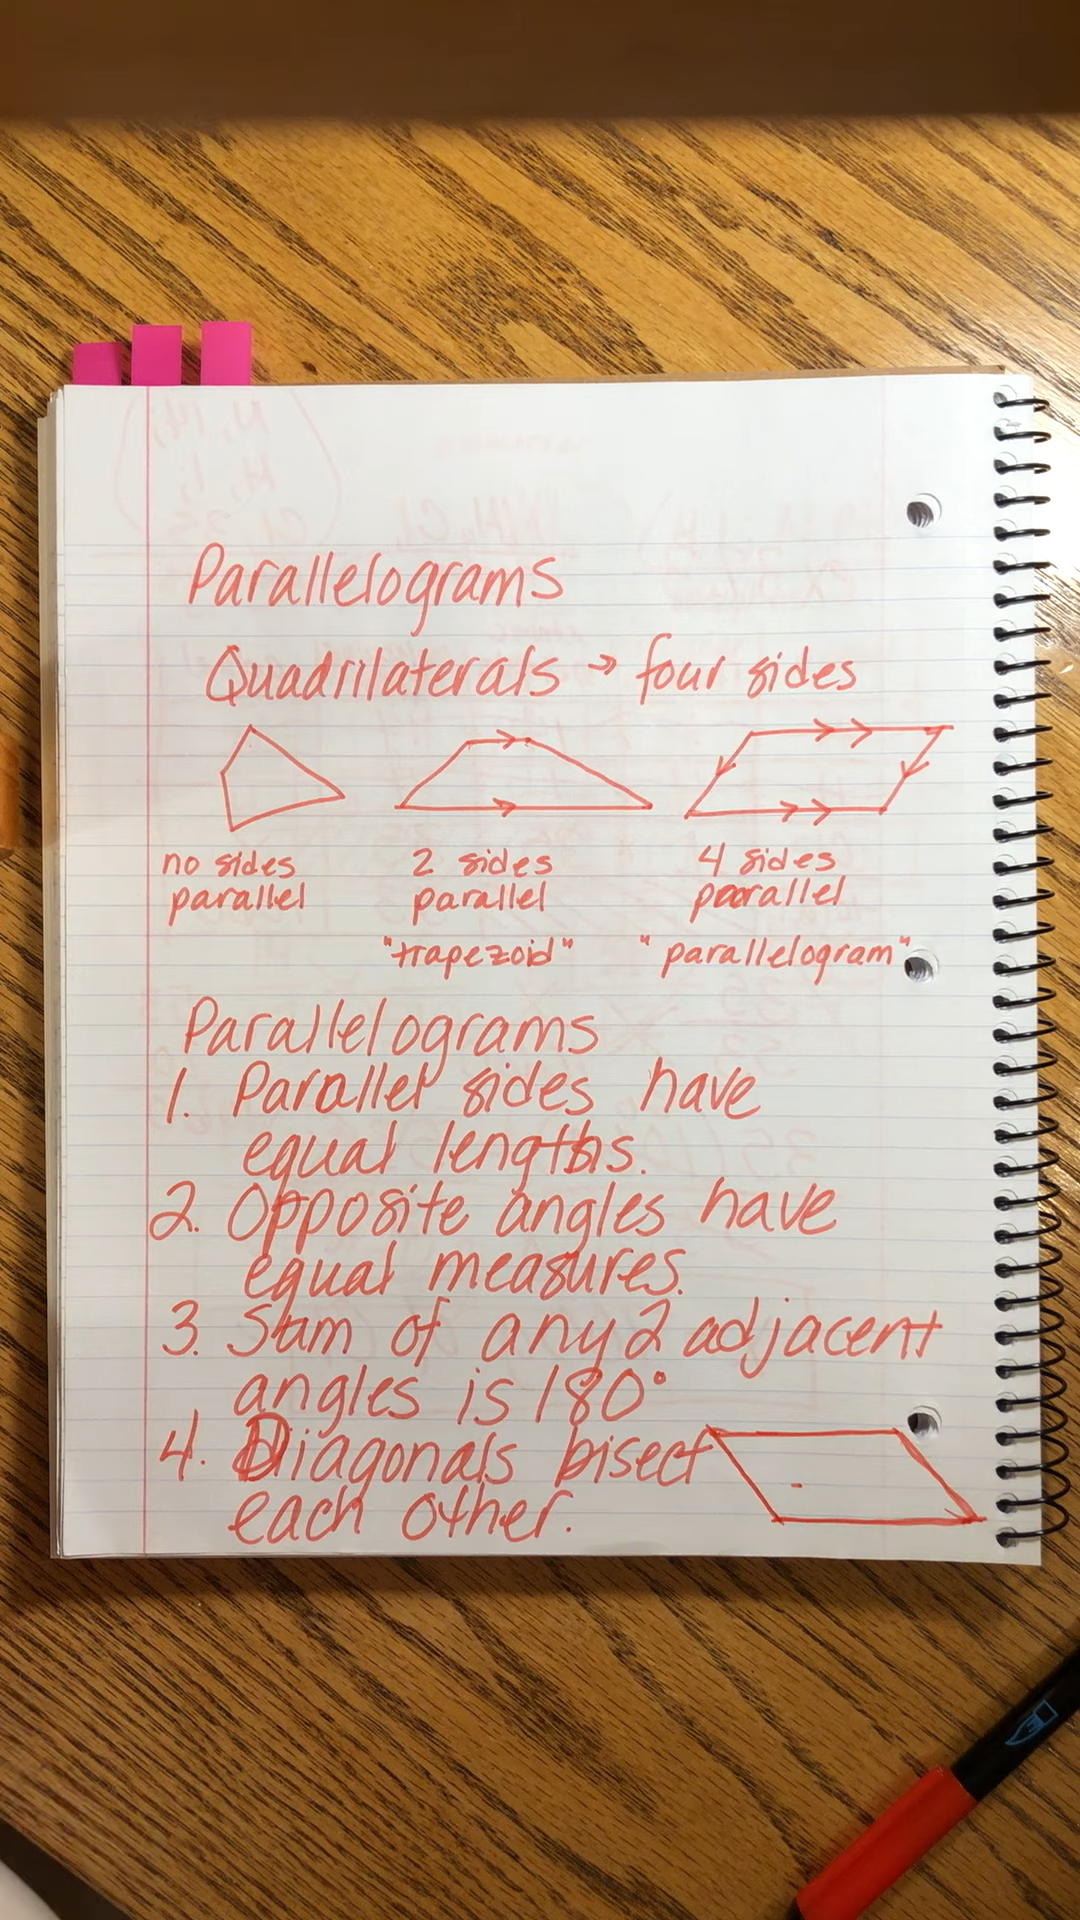 Parallelograms
Quadrilaterals → four sides
no sides parallel
2 sides parallel
"trapezoid"
4 sides parallel
"parallelogram"
Parallelograms
1. Parallel sides have
equal lengths.
2. Opposite angles have
equal measures.
3. Sum of any 2 adjacent
angles is 180°
4. Diagonals bisect
each other.